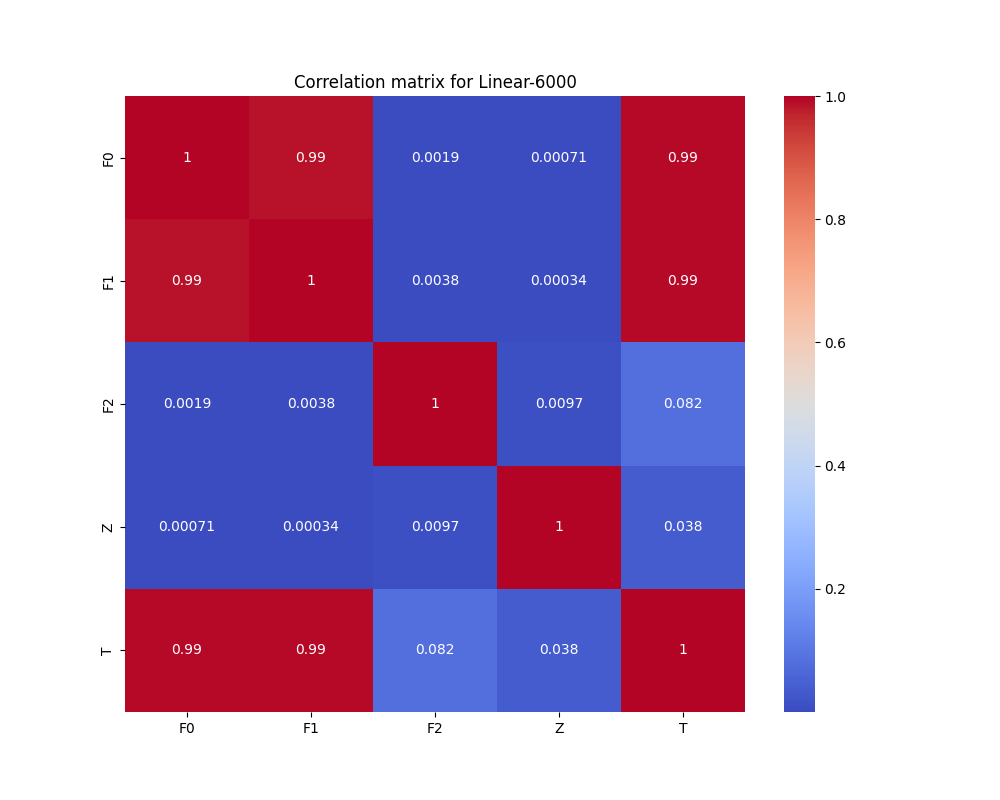 Correlation matrix for Linear-6000
F0 1 0.99 0.0019 0.00071 0.99
F1 0.99 1 0.0038 0.00034 0.99
F2 0.0019 0.0038 1 0.0097 0.082
Z 0.00071 0.00034 0.0097 1 0.038
T 0.99 0.99 0.082 0.038 1
F0 F1 F2 Z T
1.0
0.8
0.6
0.4
0.2